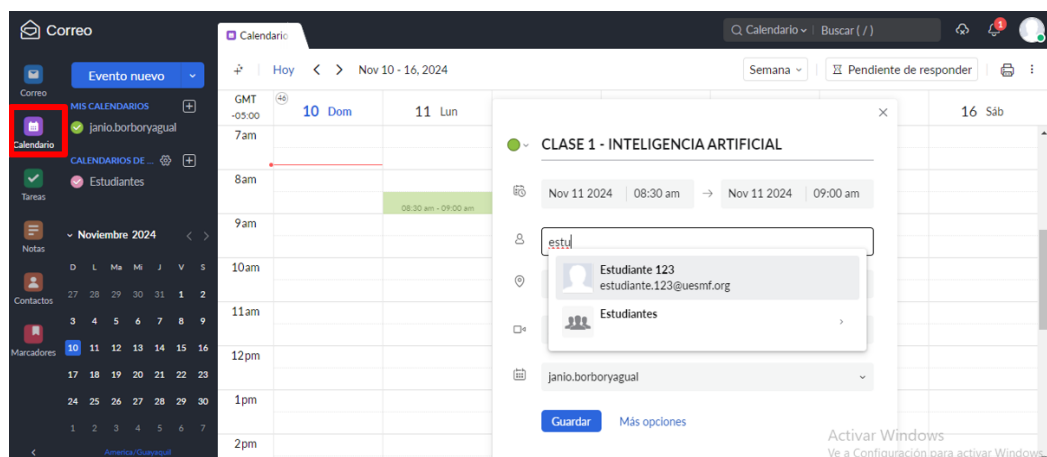 Correo
Calendario
Calendario
Buscar ( / )
1
Correo
Calendario
Tareas
Notas
Contactos
Marcadores
Evento nuevo
MIS CALENDARIOS
janio.borboryagual
CALENDARIOS DE ...
Estudiantes
Noviembre 2024
D L Ma Mi J V S
27 28 29 30 31 1 2
3 4 5 6 7 8 9
10 11 12 13 14 15 16
17 18 19 20 21 22 23
24 25 26 27 28 29 30
1 2 3 4 5 6 7
America/Guayaquil
Hoy
Nov 10 - 16, 2024
Semana
Pendiente de responder
GMT
-05:00
46
10 Dom
11 Lun
16 Sáb
7am
8am
08:30 am - 09:00 am
9am
10am
11am
12pm
1pm
2pm
CLASE 1 - INTELIGENCIA ARTIFICIAL
Nov 11 2024 08:30 am → Nov 11 2024 09:00 am
estu
Estudiante 123
estudiante.123@uesmf.org
Estudiantes
janio.borboryagual
Guardar
Más opciones
Activar Windows
Ve a Configuración para activar Windows.